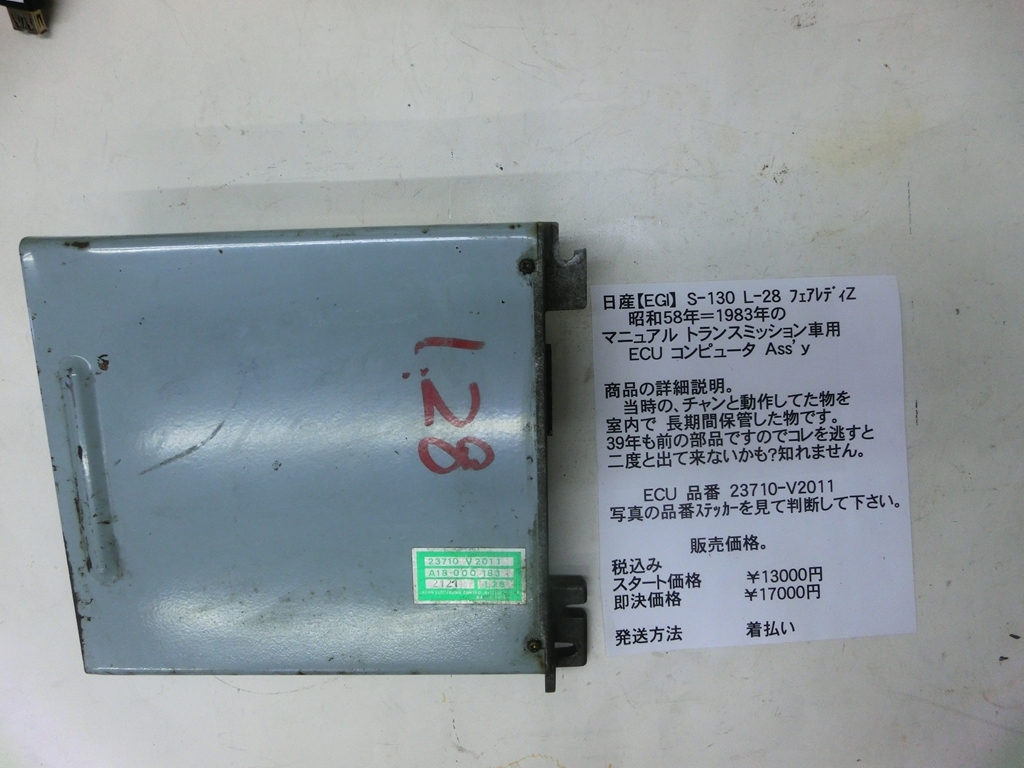 L28
23710 V2011
A18-000
日産【EGI】 S-130 L-28 フェアレディZ
昭和58年＝1983年の
マニュアル トランスミッション車用
ECU コンピュータ Ass'y
商品の詳細説明。
当時の、チャンと動作してた物を
室内で 長期間保管した物です。
39年も前の部品ですのでコレを逃すと
二度と出て来ないかも?知れません。
ECU 品番 23710-V2011
写真の品番ステッカーを見て判断して下さい。
販売価格。
税込み
スタート価格 ￥13000円
即決価格 ￥17000円
発送方法 着払い